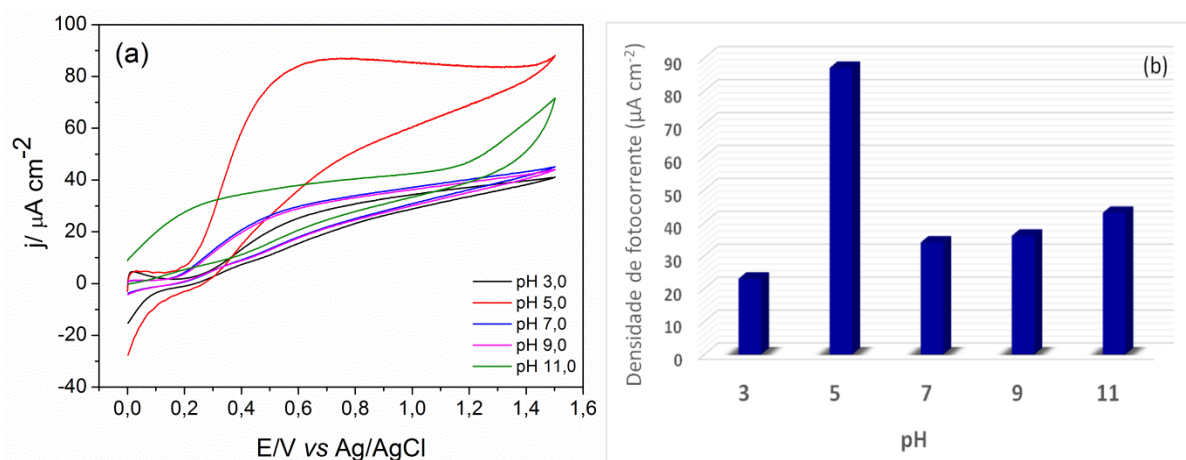 (a)
100
80
60
40
20
0
-20
-40
j/ μA cm⁻²
0,0 0,2 0,4 0,6 0,8 1,0 1,2 1,4 1,6
E/V vs Ag/AgCl
pH 3,0
pH 5,0
pH 7,0
pH 9,0
pH 11,0
(b)
90
80
70
60
50
40
30
20
10
0
Densidade de fotocorrente (μA cm⁻²)
3 5 7 9 11
pH